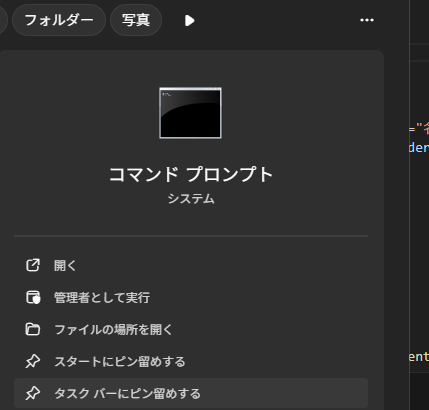 フォルダー 写真
コマンド プロンプト
システム
開く
管理者として実行
ファイルの場所を開く
スタートにピン留めする
タスク バーにピン留めする